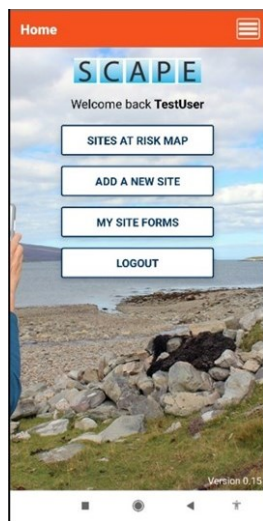 Home
SCAPE
Welcome back TestUser
SITES AT RISK MAP
ADD A NEW SITE
MY SITE FORMS
LOGOUT
Version 0.15